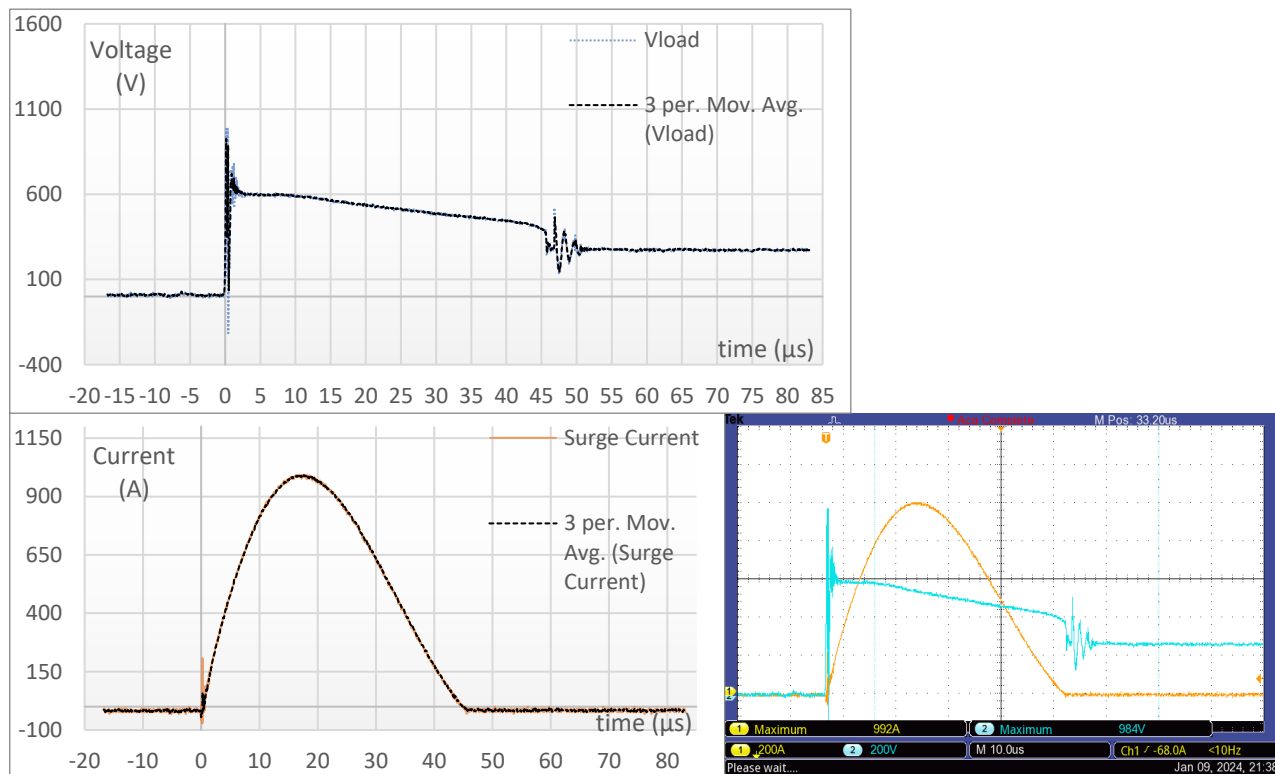 1600
Voltage
(V)
Vload
1100
3 per. Mov. Avg.
(Vload)
600
100
time (μs)
-400
-20 -15 -10 -5 0 5 10 15 20 25 30 35 40 45 50 55 60 65 70 75 80 85
1150
Current
(A)
Surge Current
900
3 per. Mov.
Avg. (Surge
Current)
650
400
150
time (μs)
-100
-20 -10 0 10 20 30 40 50 60 70 80
Tek
Acq Complete
M Pos: 33.20us
T
1
1 Maximum 992A
2 Maximum 984V
1 200A
2 200V
M 10.0us
Ch1 -68.0A <10Hz
Please wait....
Jan 09, 2024, 21:38